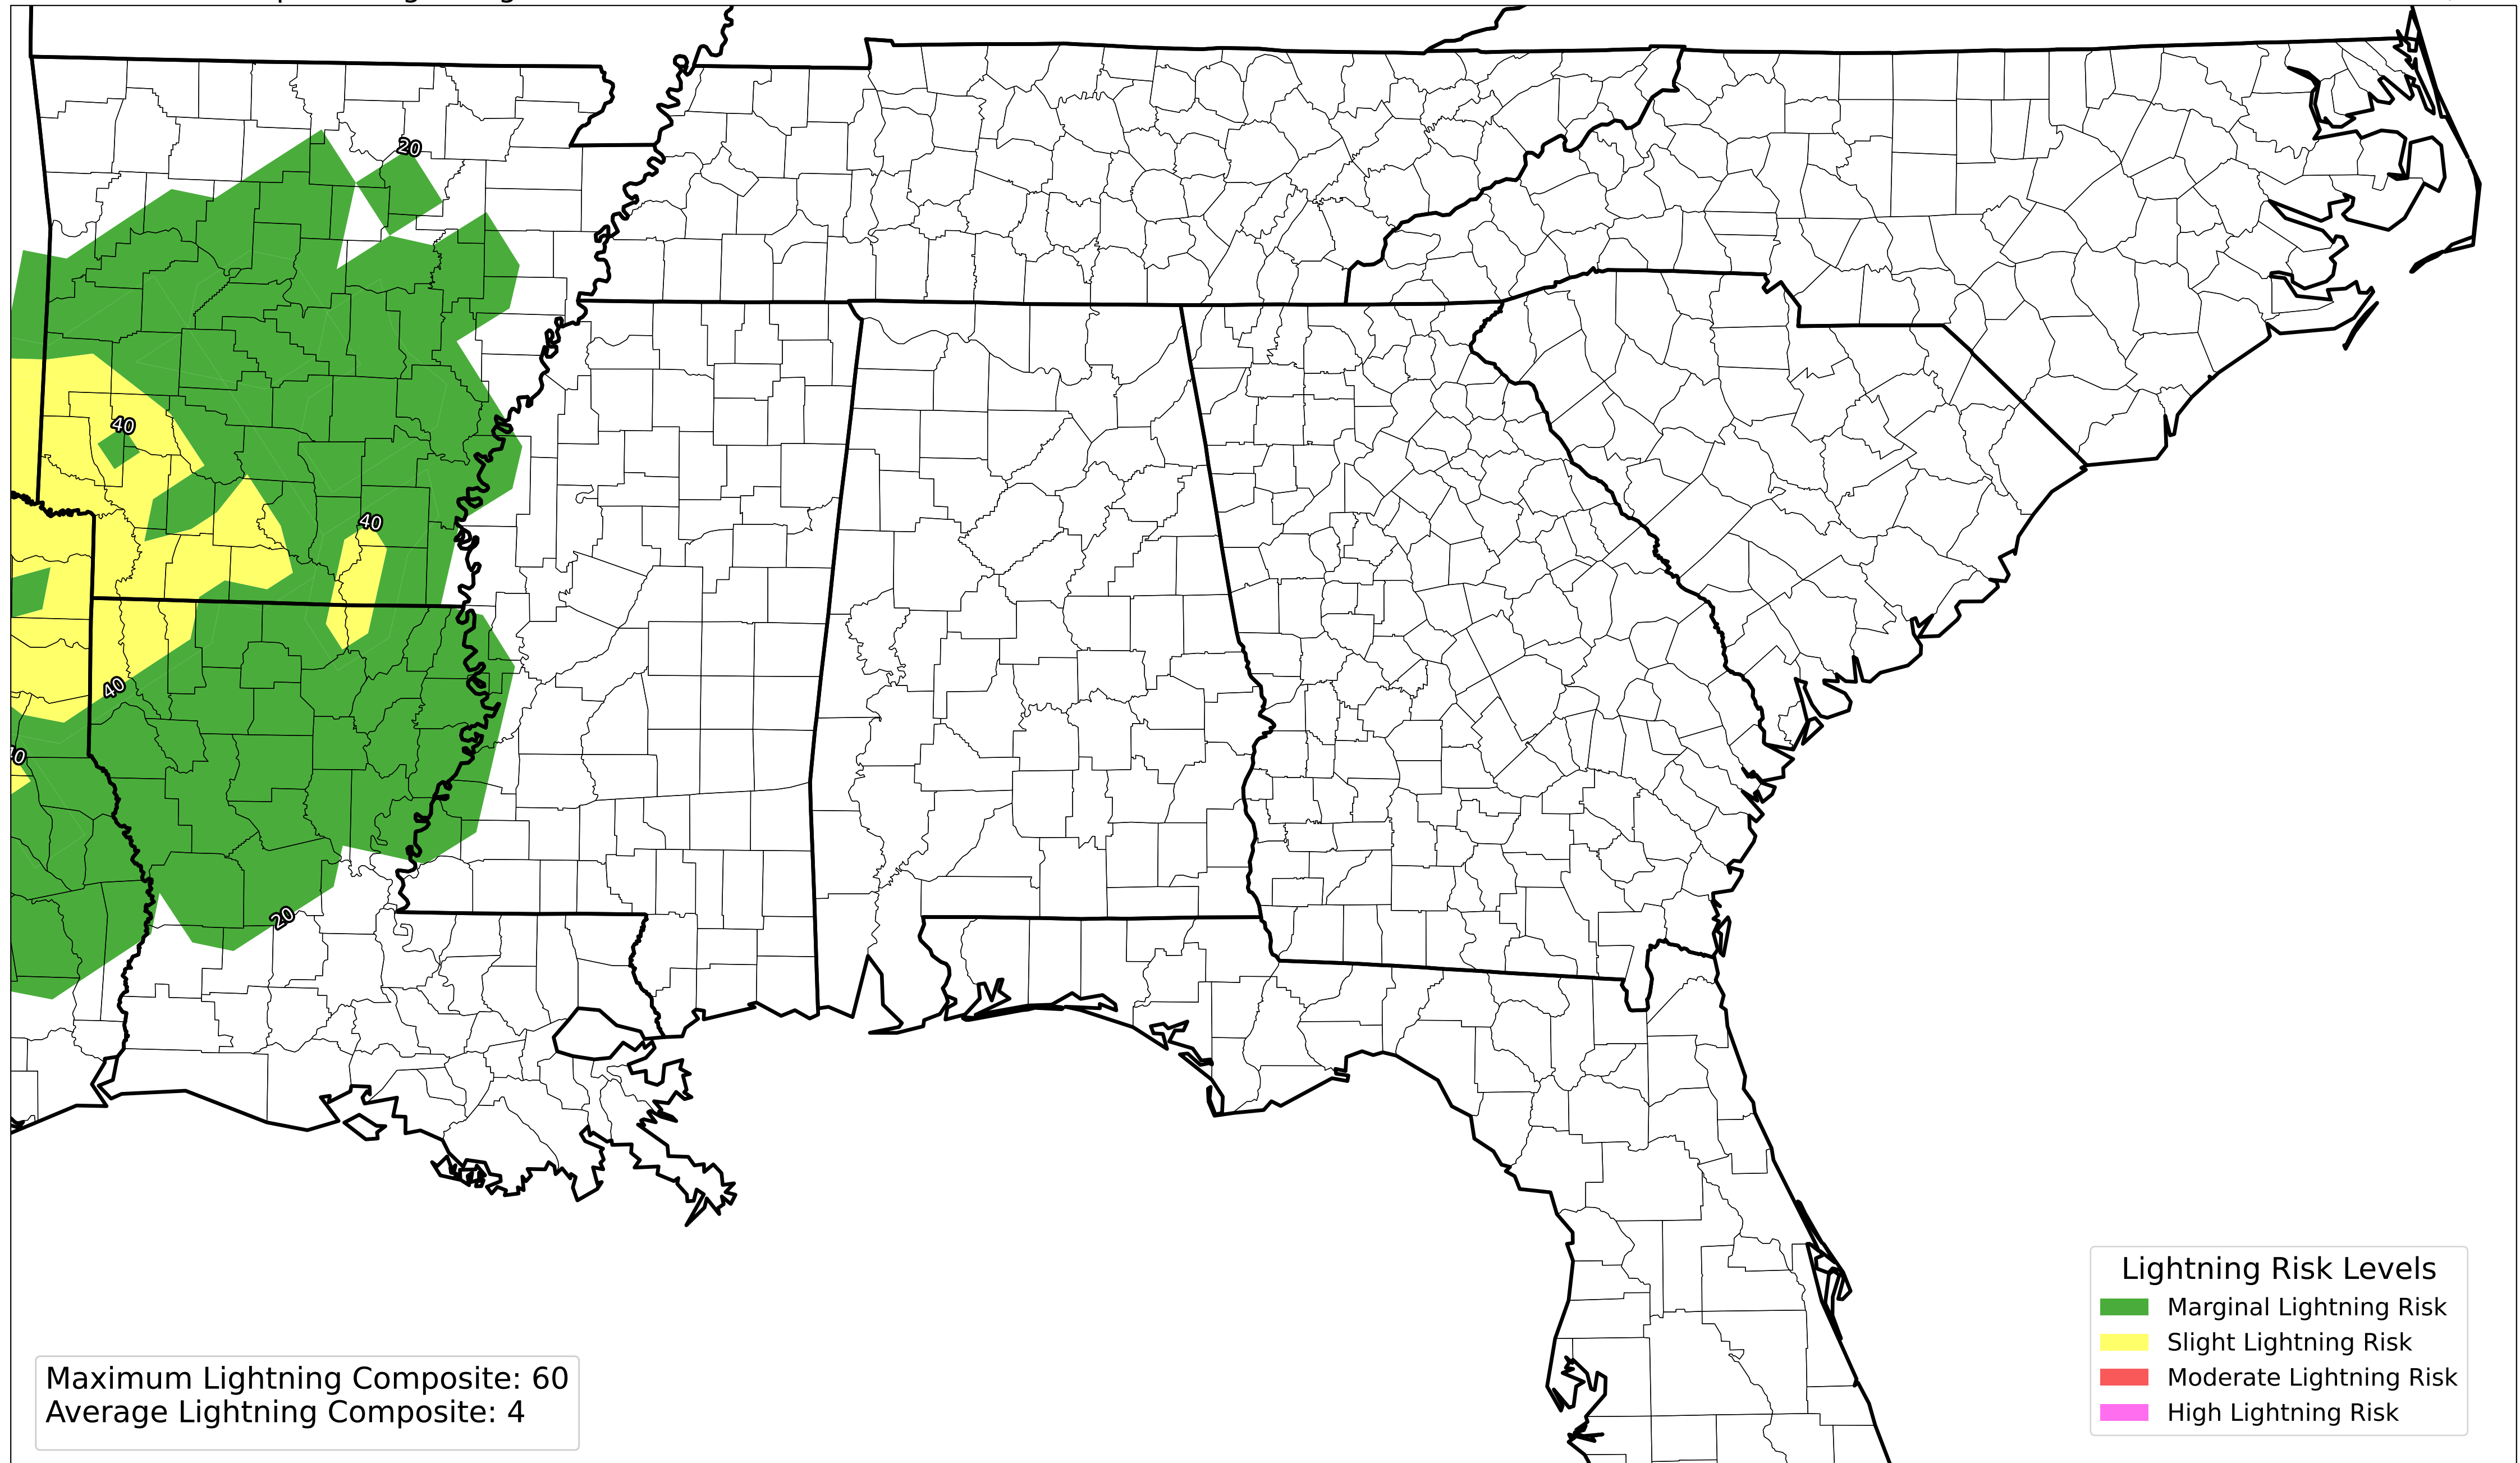 20
40
40
40
Lightning Risk Levels
Marginal Lightning Risk
Slight Lightning Risk
Moderate Lightning Risk
High Lightning Risk
20
Maximum Lightning Composite: 60
Average Lightning Composite: 4